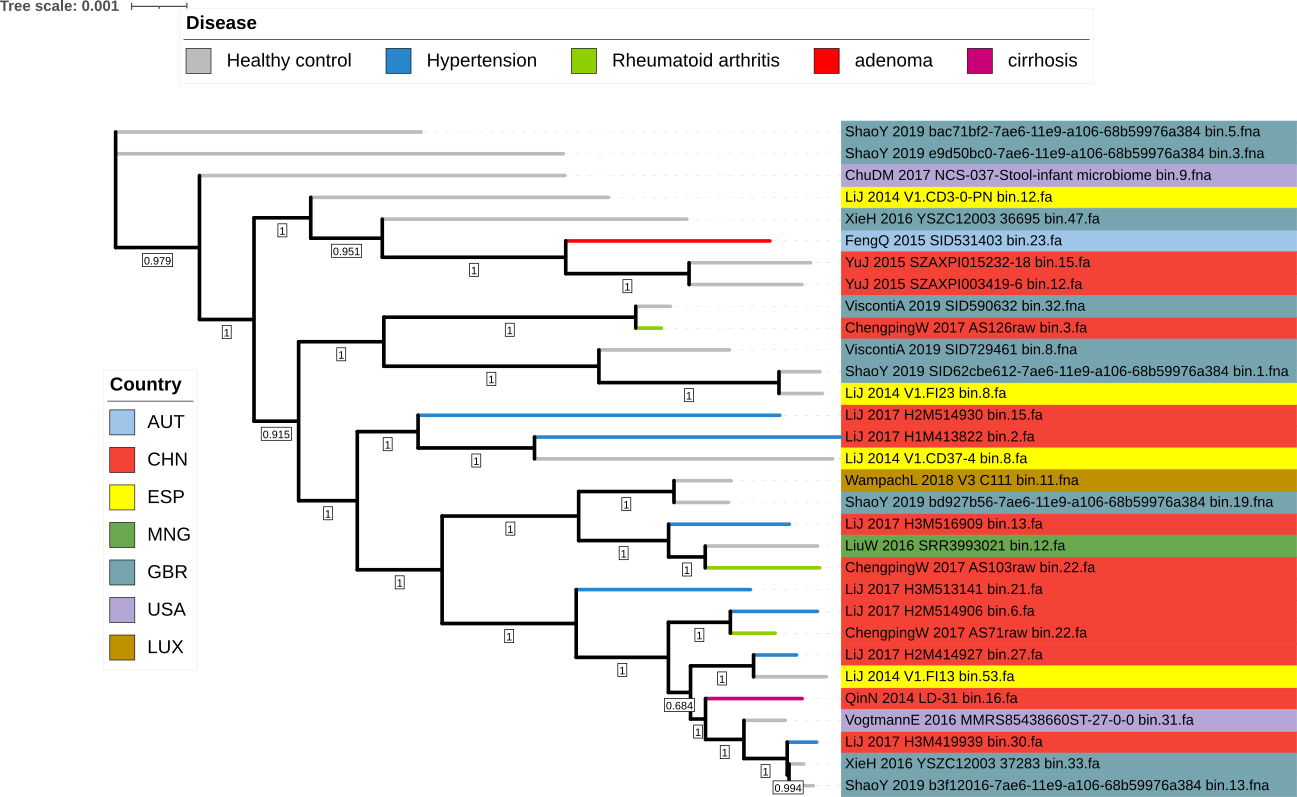 Tree scale: 0.001
Disease
Healthy control
Hypertension
Rheumatoid arthritis
adenoma
cirrhosis
ShaoY 2019 bac71bf2-7ae6-11e9-a106-68b59976a384 bin.5.fna
ShaoY 2019 e9d50bc0-7ae6-11e9-a106-68b59976a384 bin.3.fna
ChuDM 2017 NCS-037-Stool-infant microbiome bin.9.fna
LiJ 2014 V1.CD3-0-PN bin.12.fa
1
XieH 2016 YSZC12003 36695 bin.47.fa
FengQ 2015 SID531403 bin.23.fa
0.951
0.979
YuJ 2015 SZAXPI015232-18 bin.15.fa
1
YuJ 2015 SZAXPI003419-6 bin.12.fa
1
ViscontiA 2019 SID590632 bin.32.fna
ChengpingW 2017 AS126raw bin.3.fa
1
1
ViscontiA 2019 SID729461 bin.8.fna
1
ShaoY 2019 SID62cbe612-7ae6-11e9-a106-68b59976a384 bin.1.fna
1
LiJ 2014 V1.FI23 bin.8.fa
1
LiJ 2017 H2M514930 bin.15.fa
0.915
LiJ 2017 H1M413822 bin.2.fa
1
LiJ 2014 V1.CD37-4 bin.8.fa
1
WampachL 2018 V3 C111 bin.11.fna
ShaoY 2019 bd927b56-7ae6-11e9-a106-68b59976a384 bin.19.fna
1
1
LiJ 2017 H3M516909 bin.13.fa
1
LiuW 2016 SRR3993021 bin.12.fa
1
ChengpingW 2017 AS103raw bin.22.fa
1
1
LiJ 2017 H3M513141 bin.21.fa
LiJ 2017 H2M514906 bin.6.fa
ChengpingW 2017 AS71raw bin.22.fa
1
1
LiJ 2017 H2M414927 bin.27.fa
1
LiJ 2014 V1.FI13 bin.53.fa
1
QinN 2014 LD-31 bin.16.fa
0.684
VogtmannE 2016 MMRS85438660ST-27-0-0 bin.31.fa
1
LiJ 2017 H3M419939 bin.30.fa
1
XieH 2016 YSZC12003 37283 bin.33.fa
1
ShaoY 2019 b3f12016-7ae6-11e9-a106-68b59976a384 bin.13.fna
0.994
Country
AUT
CHN
ESP
MNG
GBR
USA
LUX